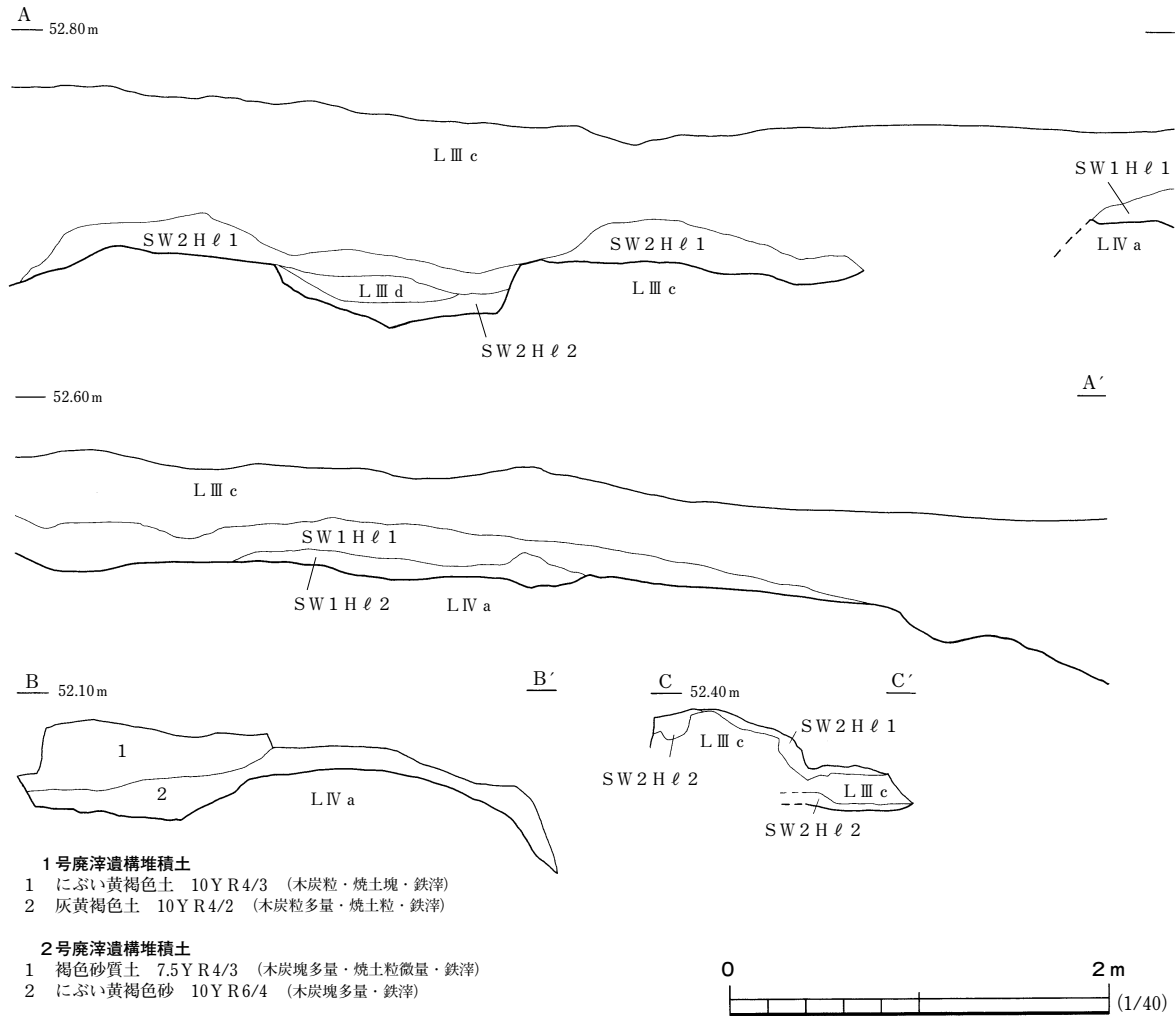 A
52.80m
LⅢc
SW1Hℓ1
SW2Hℓ1
SW2Hℓ1
LⅣa
LⅢd
LⅢc
SW2Hℓ2
A′
52.60m
LⅢc
SW1Hℓ1
SW1Hℓ2
LⅣa
B
52.10m
B′
C
52.40m
C′
1
2
LⅣa
LⅢc
SW2Hℓ1
SW2Hℓ2
LⅢc
SW2Hℓ2
1号廃滓遺構堆積土
1 にぶい黄褐色土 10YR4/3 (木炭粒・焼土塊・鉄滓)
2 灰黄褐色土 10YR4/2 (木炭粒多量・焼土粒・鉄滓)
2号廃滓遺構堆積土
1 褐色砂質土 7.5YR4/3 (木炭塊多量・焼土粒微量・鉄滓)
2 にぶい黄褐色砂 10YR6/4 (木炭塊多量・鉄滓)
0 2m
(1/40)